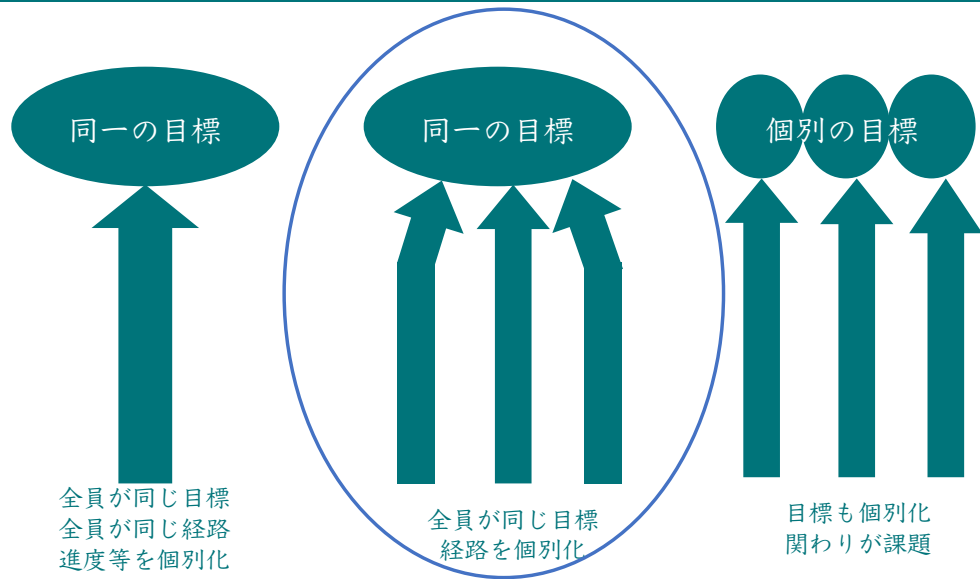 同一の目標
同一の目標
個別の目標
全員が同じ目標
全員が同じ経路
進度等を個別化
全員が同じ目標
経路を個別化
目標も個別化
関わりが課題